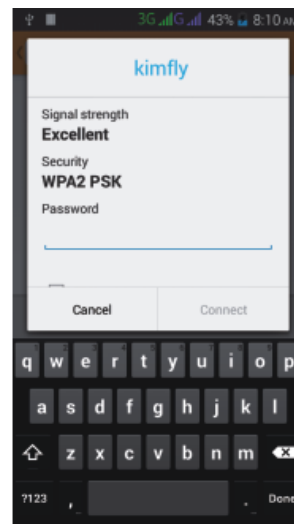 3G G 43% 8:10 AM
kimfly
Signal strength
Excellent
Security
WPA2 PSK
Password
Cancel Connect
q w e r t y u i o p
a s d f g h j k l
z x c v b n m
?123 , . Done